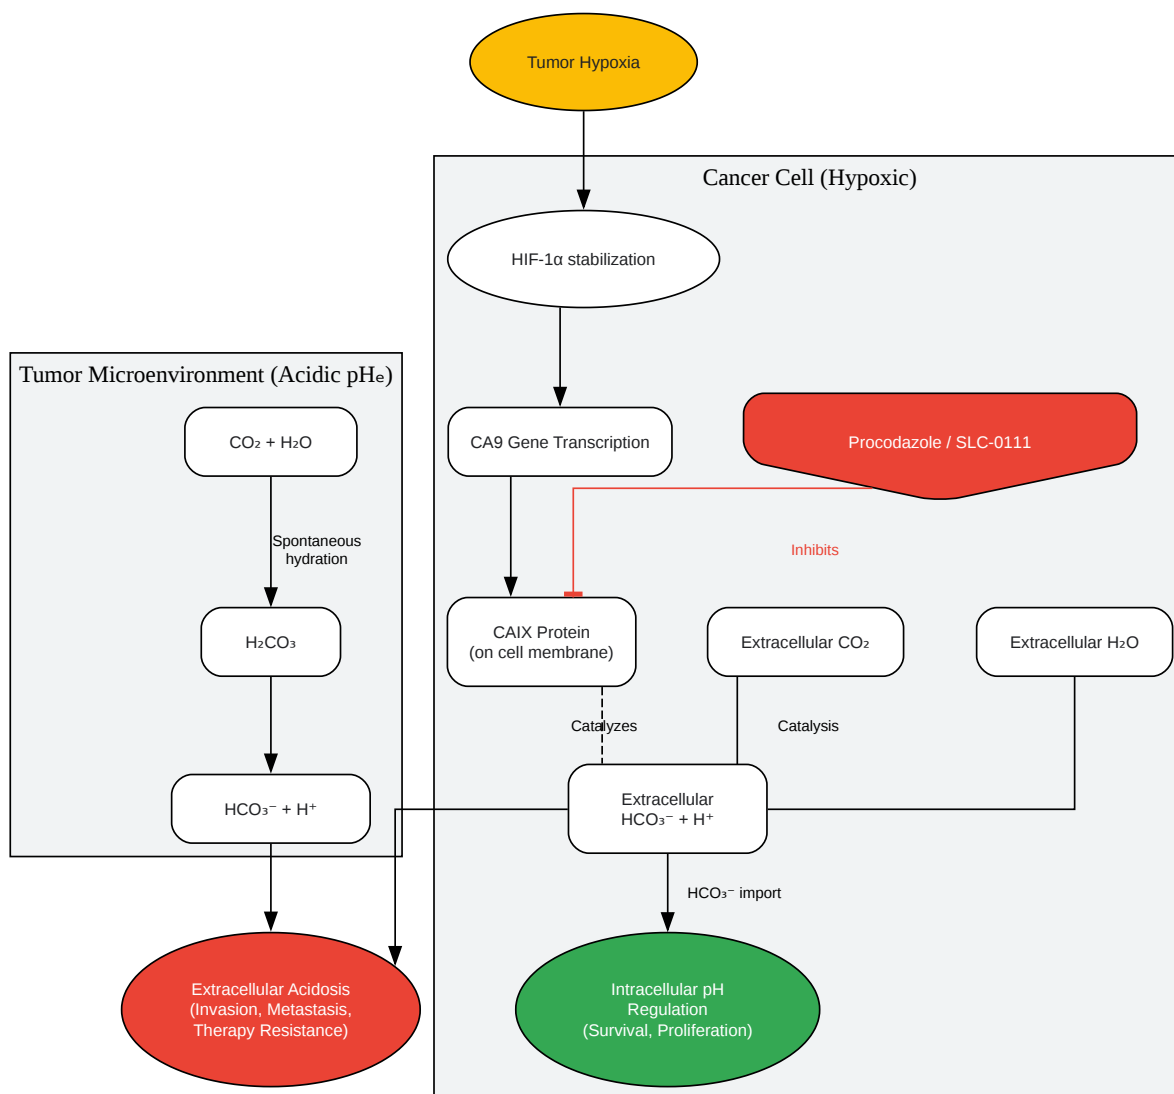 Tumor Hypoxia
Cancer Cell (Hypoxic)
HIF-1α stabilization
Tumor Microenvironment (Acidic pHₑ)
CO₂ + H₂O
CA9 Gene Transcription
Procodazole / SLC-0111
Spontaneous
hydration
Inhibits
H₂CO₃
CAIX Protein
(on cell membrane)
Extracellular CO₂
Extracellular H₂O
Catalyzes
Catalysis
HCO₃⁻ + H⁺
Extracellular
HCO₃⁻ + H⁺
HCO₃⁻ import
Extracellular Acidosis
(Invasion, Metastasis,
Therapy Resistance)
Intracellular pH
Regulation
(Survival, Proliferation)